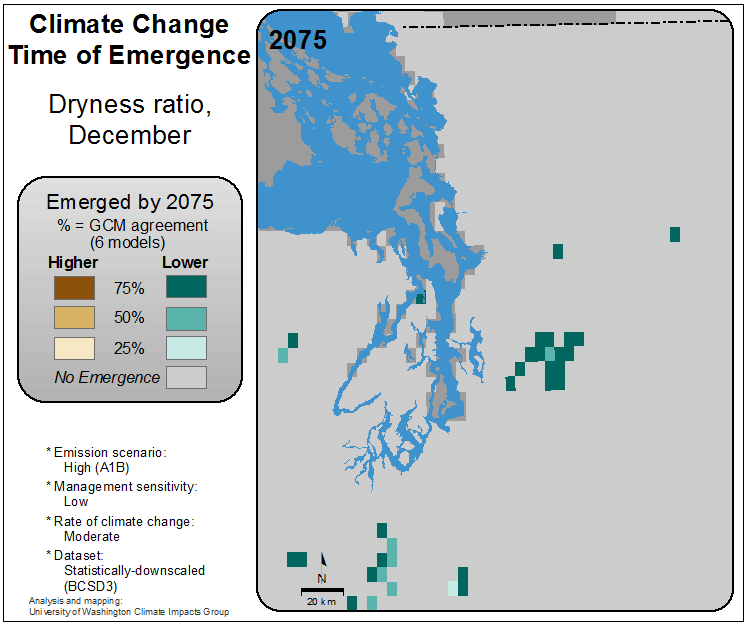 Climate Change
Time of Emergence
Dryness ratio,
December
Emerged by 2075
% = GCM agreement
(6 models)
Higher Lower
75%
50%
25%
No Emergence
* Emission scenario:
High (A1B)
* Management sensitivity:
Low
* Rate of climate change:
Moderate
* Dataset:
Statistically-downscaled
(BCSD3)
Analysis and mapping:
University of Washington Climate Impacts Group
2075
N
20 km